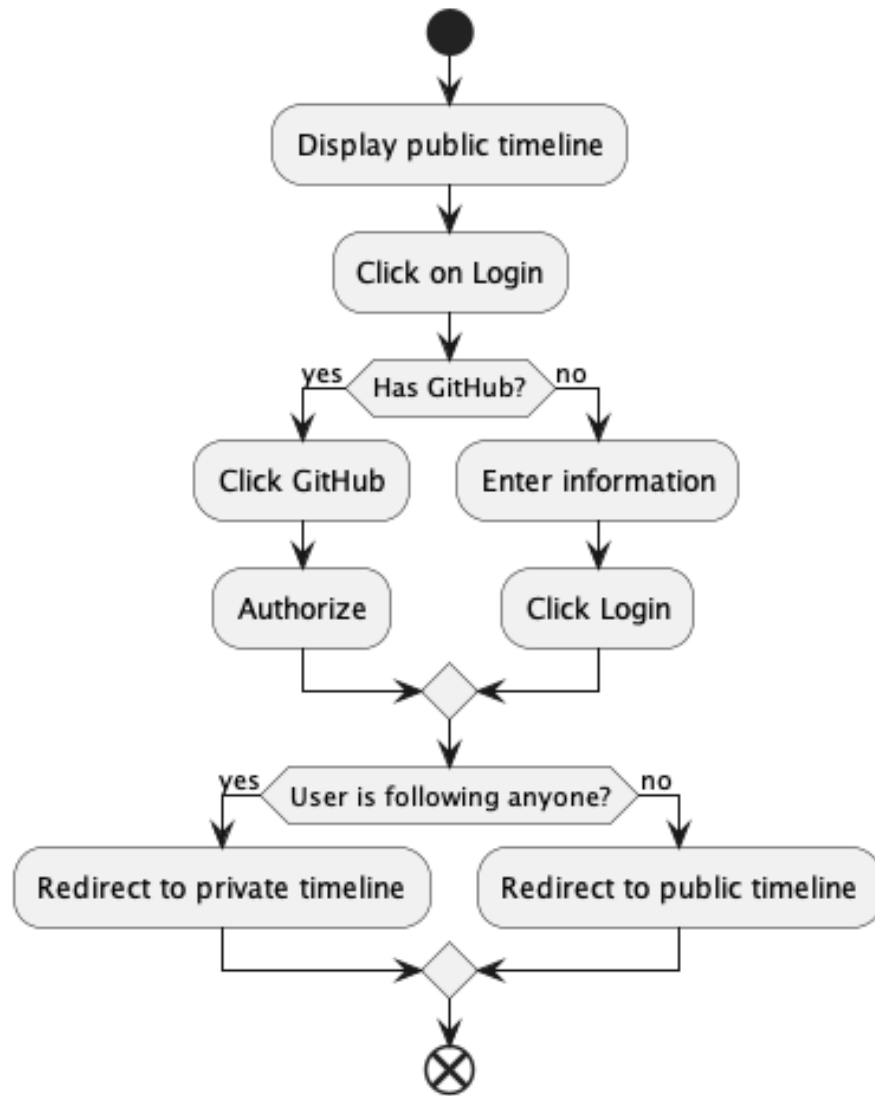 Display public timeline
Click on Login
yes
Has GitHub?
no
Click GitHub
Enter information
Authorize
Click Login
yes
User is following anyone?
no
Redirect to private timeline
Redirect to public timeline